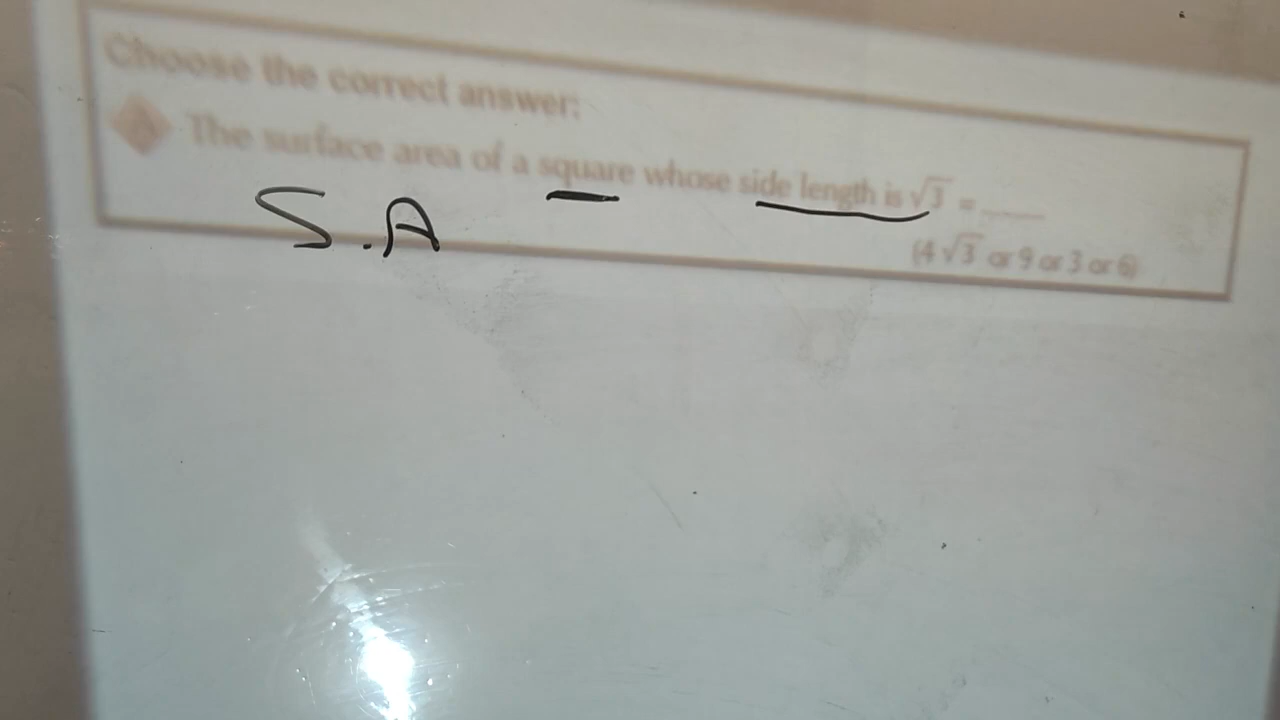 Choose the correct answer:
The surface area of a square whose side length is √3 = ____
(4 √3 or 9 or 3 or 6)
S.A